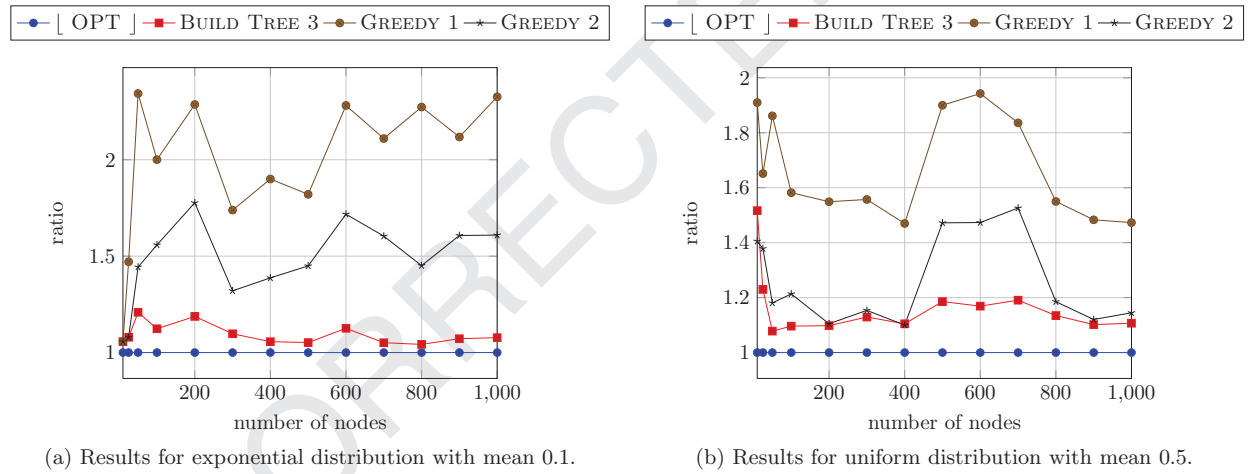 ⌊ OPT ⌋ BUILD TREE 3 GREEDY 1 GREEDY 2
2
1.5
1
ratio
200 400 600 800 1,000
number of nodes
(a) Results for exponential distribution with mean 0.1.
⌊ OPT ⌋ BUILD TREE 3 GREEDY 1 GREEDY 2
2
1.8
1.6
1.4
1.2
1
ratio
200 400 600 800 1,000
number of nodes
(b) Results for uniform distribution with mean 0.5.
ORRECTE